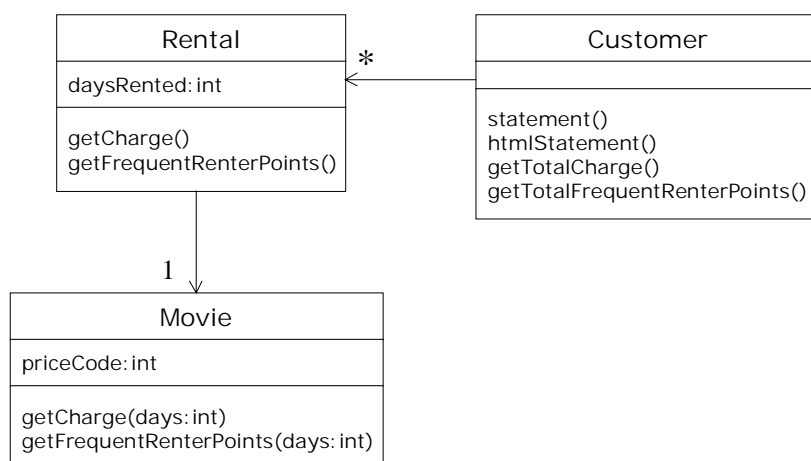 Rental
daysRented:int
getCharge()
getFrequentRenterPoints()
*
Customer
statement()
htmlStatement()
getTotalCharge()
getTotalFrequentRenterPoints()
1
Movie
priceCode:int
getCharge(days:int)
getFrequentRenterPoints(days:int)